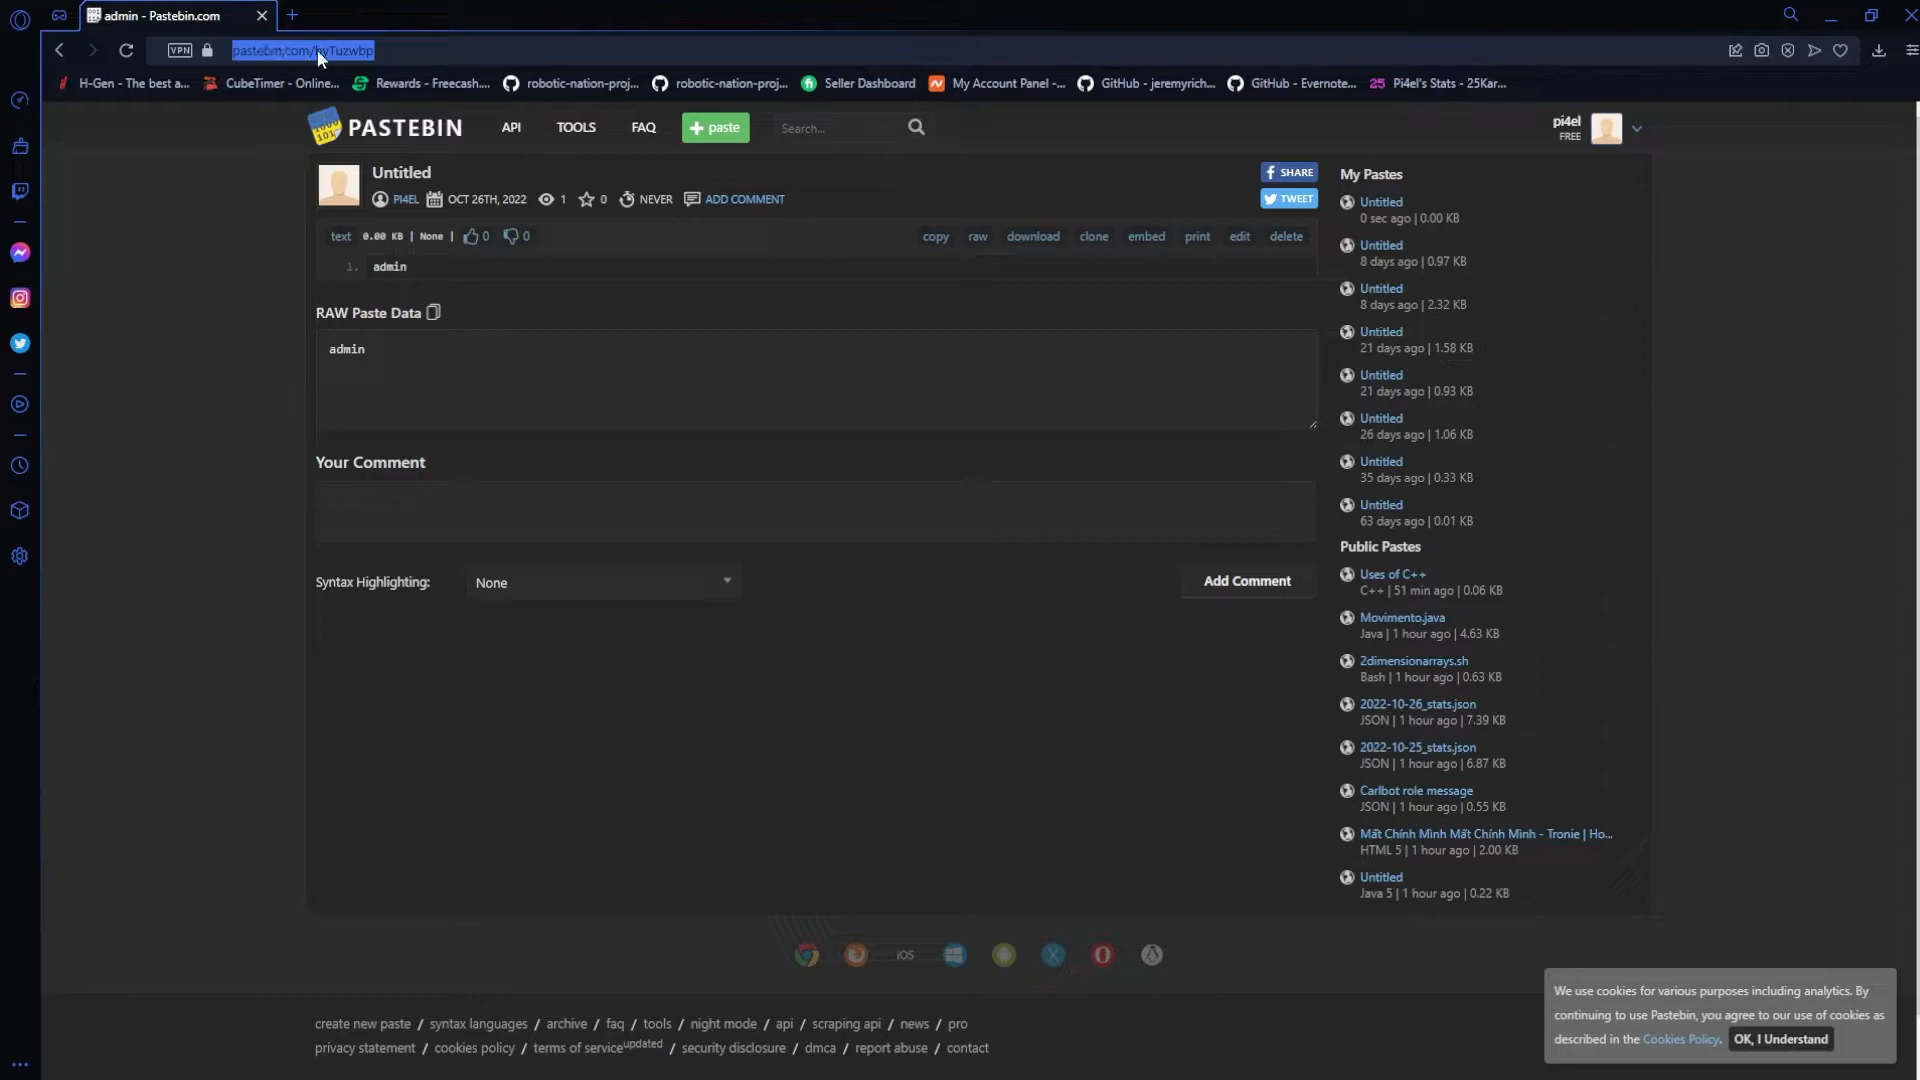 admin - Pastebin.com
VPN
H-Gen - The best a...
CubeTimer - Online...
Rewards - Freecash....
robotic-nation-proj...
robotic-nation-proj...
Seller Dashboard
My Account Panel -...
GitHub - jeremyrich...
GitHub - Evernote...
25 Pi4el's Stats - 25Kar...
PASTEBIN
API
TOOLS
FAQ
+ paste
Search...
pi4el
FREE
Untitled
PI4EL
OCT 26TH, 2022
1
0
NEVER
ADD COMMENT
SHARE
TWEET
text 0.00 KB | None | 0 0
copy
raw
download
clone
embed
print
edit
delete
1. admin
RAW Paste Data
admin
Your Comment
Syntax Highlighting:
None
Add Comment
My Pastes
Untitled
0 sec ago | 0.00 KB
Untitled
8 days ago | 0.97 KB
Untitled
8 days ago | 2.32 KB
Untitled
21 days ago | 1.58 KB
Untitled
21 days ago | 0.93 KB
Untitled
26 days ago | 1.06 KB
Untitled
35 days ago | 0.33 KB
Untitled
63 days ago | 0.01 KB
Public Pastes
Uses of C++
C++ | 51 min ago | 0.06 KB
Movimento.java
Java | 1 hour ago | 4.63 KB
2dimensionarrays.sh
Bash | 1 hour ago | 0.63 KB
2022-10-26_stats.json
JSON | 1 hour ago | 7.39 KB
2022-10-25_stats.json
JSON | 1 hour ago | 6.87 KB
Carlbot role message
JSON | 1 hour ago | 0.55 KB
Mất Chính Mình Mất Chính Mình - Tronie | Ho...
HTML 5 | 1 hour ago | 2.00 KB
Untitled
Java 5 | 1 hour ago | 0.22 KB
iOS
create new paste / syntax languages / archive / faq / tools / night mode / api / scraping api / news / pro
privacy statement / cookies policy / terms of service updated / security disclosure / dmca / report abuse / contact
We use cookies for various purposes including analytics. By
continuing to use Pastebin, you agree to our use of cookies as
described in the Cookies Policy. OK, I Understand